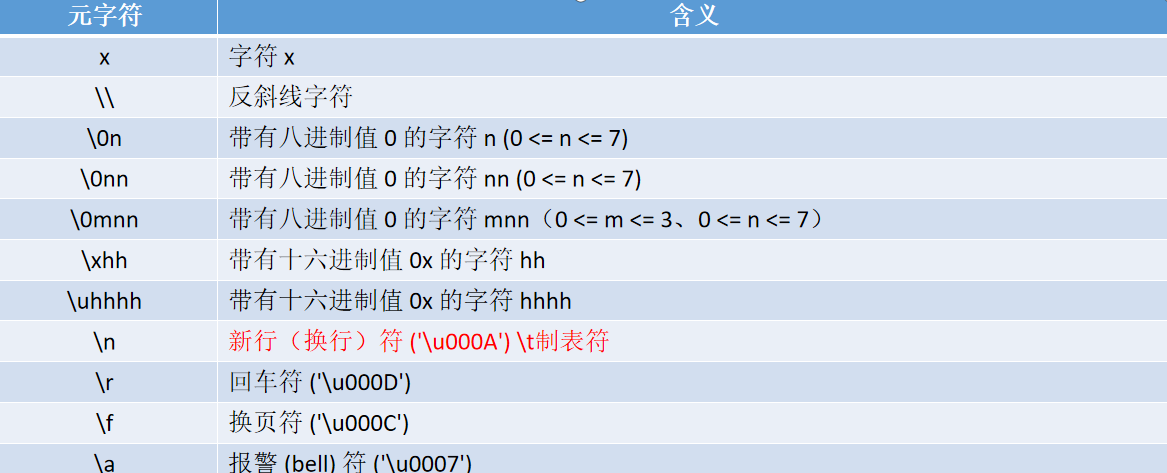 元字符 含义
x 字符 x
\\ 反斜线字符
\0n 带有八进制值 0 的字符 n (0 <= n <= 7)
\0nn 带有八进制值 0 的字符 nn (0 <= n <= 7)
\0mnn 带有八进制值 0 的字符 mnn（0 <= m <= 3、0 <= n <= 7）
\xhh 带有十六进制值 0x 的字符 hh
\uhhhh 带有十六进制值 0x 的字符 hhhh
\n 新行（换行）符 ('\u000A') \t制表符
\r 回车符 ('\u000D')
\f 换页符 ('\u000C')
\a 报警 (bell) 符 ('\u0007')